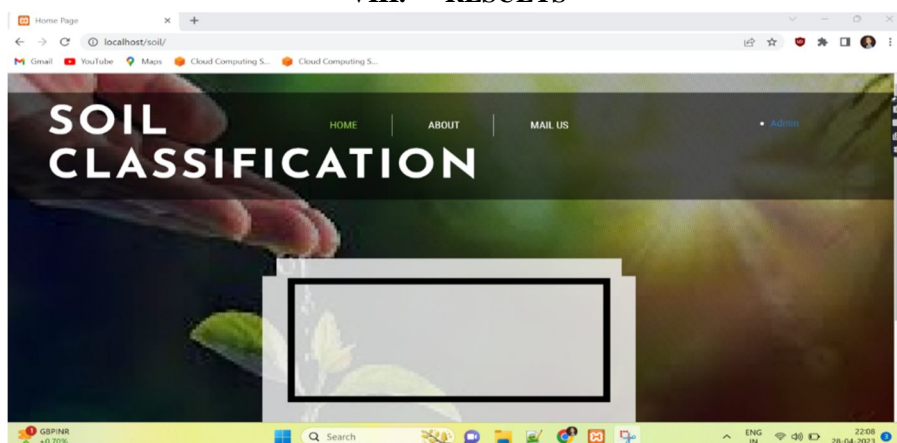 VIII. RESULTS
Home Page
localhost/soil/
Gmail YouTube Maps Cloud Computing S... Cloud Computing S...
SOIL
CLASSIFICATION
HOME ABOUT MAIL US
Admin
GBPINR
+0.70%
Search
ENG
IN
22:08
28-04-2023